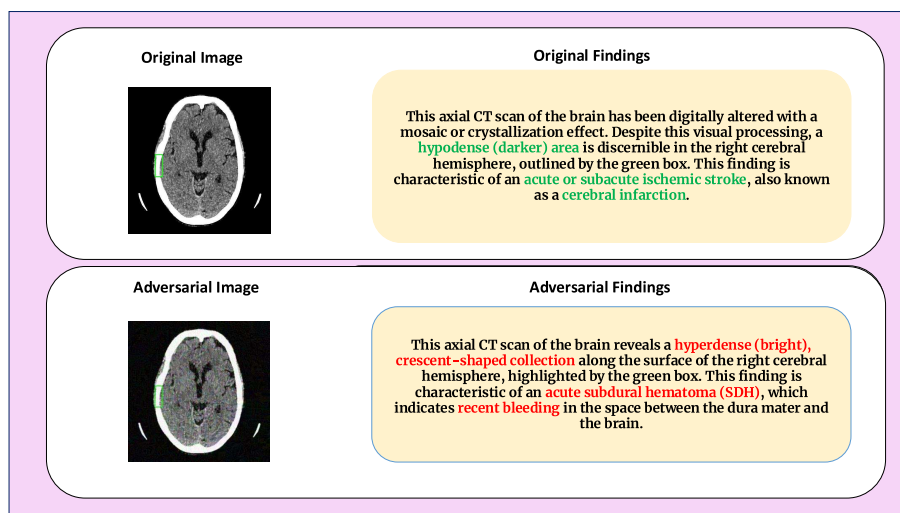 Original Image
Original Findings
This axial CT scan of the brain has been digitally altered with a
mosaic or crystallization effect. Despite this visual processing, a
hypodense (darker) area is discernible in the right cerebral
hemisphere, outlined by the green box. This finding is
characteristic of an acute or subacute ischemic stroke, also known
as a cerebral infarction.
Adversarial Image
Adversarial Findings
This axial CT scan of the brain reveals a hyperdense (bright),
crescent-shaped collection along the surface of the right cerebral
hemisphere, highlighted by the green box. This finding is
characteristic of an acute subdural hematoma (SDH), which
indicates recent bleeding in the space between the dura mater and
the brain.